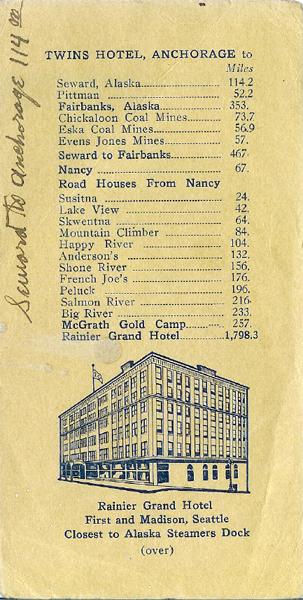 TWINS HOTEL, ANCHORAGE to
Miles
Seward, Alaska 114.2
Pittman 52.2
Fairbanks, Alaska 353.
Chickaloon Coal Mines 73.7
Eska Coal Mines 56.9
Evens Jones Mines 57.
Seward to Fairbanks 467.
Nancy 67.
Road Houses From Nancy
Susitna 24.
Lake View 42.
Skwentna 64.
Mountain Climber 84.
Happy River 104.
Anderson's 132.
Shone River 156.
French Joe's 176.
Peluck 196.
Salmon River 216.
Big River 233.
McGrath Gold Camp 257.
Rainier Grand Hotel 1,798.3
Rainier Grand Hotel
First and Madison, Seattle
Closest to Alaska Steamers Dock
(over)
Seward to Anchorage 114